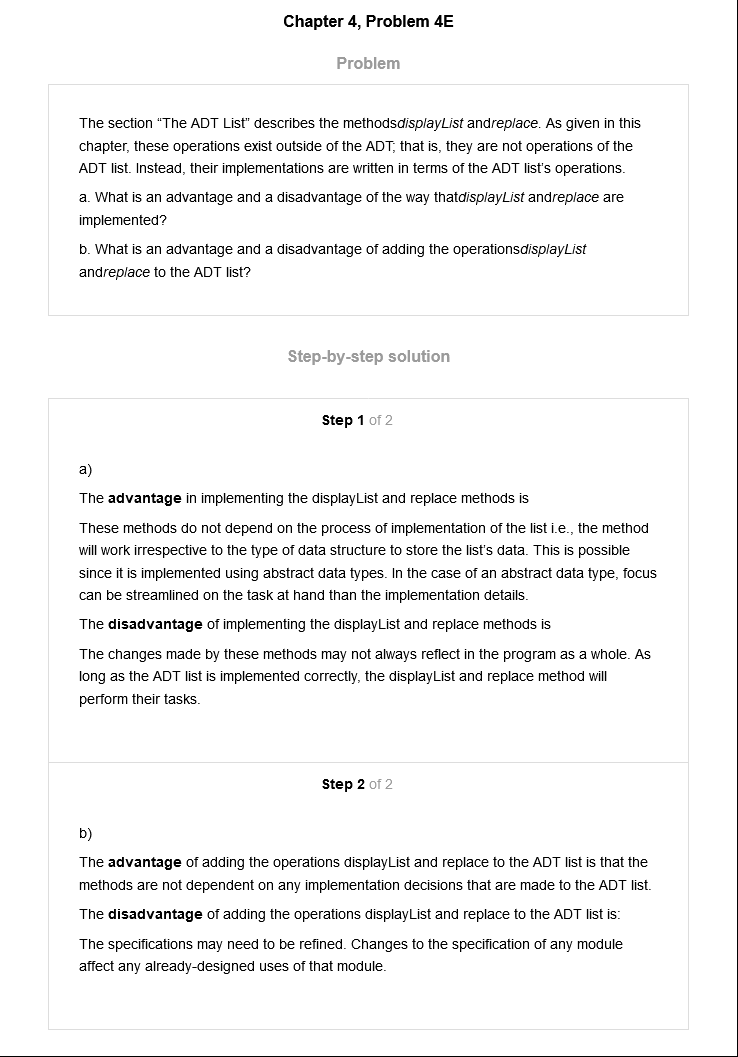 Chapter 4, Problem 4E
Problem
The section “The ADT List” describes the methodsdisplayList andreplace. As given in this
chapter, these operations exist outside of the ADT; that is, they are not operations of the
ADT list. Instead, their implementations are written in terms of the ADT list’s operations.
a. What is an advantage and a disadvantage of the way thatdisplayList andreplace are
implemented?
b. What is an advantage and a disadvantage of adding the operationsdisplayList
andreplace to the ADT list?
Step-by-step solution
Step 1 of 2
a)
The advantage in implementing the displayList and replace methods is
These methods do not depend on the process of implementation of the list i.e., the method
will work irrespective to the type of data structure to store the list’s data. This is possible
since it is implemented using abstract data types. In the case of an abstract data type, focus
can be streamlined on the task at hand than the implementation details.
The disadvantage of implementing the displayList and replace methods is
The changes made by these methods may not always reflect in the program as a whole. As
long as the ADT list is implemented correctly, the displayList and replace method will
perform their tasks.
Step 2 of 2
b)
The advantage of adding the operations displayList and replace to the ADT list is that the
methods are not dependent on any implementation decisions that are made to the ADT list.
The disadvantage of adding the operations displayList and replace to the ADT list is:
The specifications may need to be refined. Changes to the specification of any module
affect any already-designed uses of that module.